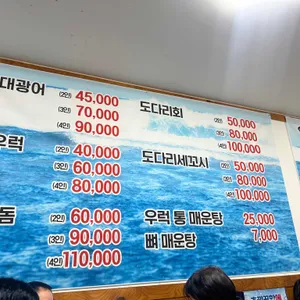 대광어 (2인) 45,000
(3인) 70,000
(4인) 90,000
우럭 (2인) 40,000
(3인) 60,000
(4인) 80,000
돔 (2인) 60,000
(3인) 90,000
(4인) 110,000
도다리회 (2인) 50,000
(3인) 80,000
(4인) 100,000
도다리세꼬시 (2인) 50,000
(3인) 80,000
(4인) 100,000
우럭 통 매운탕 25,000
뼈 매운탕 7,000